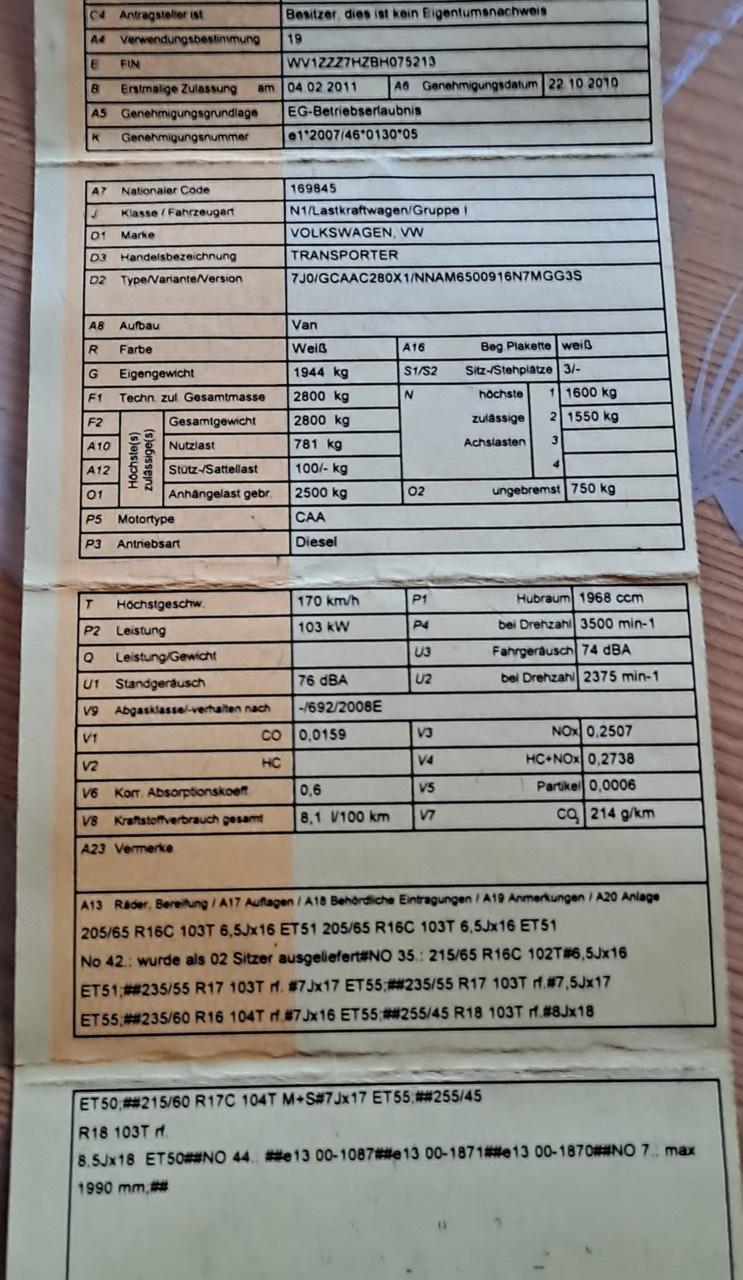 C4 Antragsteller ist Besitzer, dies ist kein Eigentumsnachweis
A4 Verwendungsbestimmung 19
E FIN WV1ZZZ7HZBH075213
B Erstmalige Zulassung am 04 02 2011 A6 Genehmigungsdatum 22 10 2010
A5 Genehmigungsgrundlage EG-Betriebserlaubnis
K Genehmigungsnummer e1*2007/46*0130*05
A7 Nationaler Code 169845
J Klasse / Fahrzeugart N1/Lastkraftwagen/Gruppe I
D1 Marke VOLKSWAGEN, VW
D3 Handelsbezeichnung TRANSPORTER
D2 Type/Variante/Version 7J0/GCAAC280X1/NNAM6500916N7MGG3S
A8 Aufbau Van
R Farbe Weiß A16 Beg.Plakette weiß
G Eigengewicht 1944 kg S1/S2 Sitz-/Stehplätze 3/-
F1 Techn. zul. Gesamtmasse 2800 kg N höchste 1 1600 kg
F2 Höchste(s) zulässige(s) Gesamtgewicht 2800 kg zulässige 2 1550 kg
A10 Nutzlast 781 kg Achslasten 3
A12 Stütz-/Sattellast 100/- kg 4
O1 Anhängelast gebr. 2500 kg O2 ungebremst 750 kg
P5 Motortype CAA
P3 Antriebsart Diesel
T Höchstgeschw. 170 km/h P1 Hubraum 1968 ccm
P2 Leistung 103 kW P4 bei Drehzahl 3500 min-1
Q Leistung/Gewicht U3 Fahrgeräusch 74 dBA
U1 Standgeräusch 76 dBA U2 bei Drehzahl 2375 min-1
V9 Abgasklasse/-verhalten nach -/692/2008E
V1 CO 0,0159 V3 NOx 0,2507
V2 HC V4 HC+NOx 0,2738
V6 Korr. Absorptionskoeff. 0,6 V5 Partikel 0,0006
V8 Kraftstoffverbrauch gesamt 8,1 l/100 km V7 CO₂ 214 g/km
A23 Vermerke
A13 Räder, Bereifung / A17 Auflagen / A18 Behördliche Eintragungen / A19 Anmerkungen / A20 Anlage
205/65 R16C 103T 6,5Jx16 ET51 205/65 R16C 103T 6,5Jx16 ET51
No 42.: wurde als 02 Sitzer ausgeliefert#NO 35.: 215/65 R16C 102T#6,5Jx16
ET51;##235/55 R17 103T rf. #7Jx17 ET55;##235/55 R17 103T rf.#7,5Jx17
ET55;##235/60 R16 104T rf.#7Jx16 ET55;##255/45 R18 103T rf.#8Jx18
ET50;##215/60 R17C 104T M+S#7Jx17 ET55;##255/45
R18 103T rf.
8,5Jx18 ET50##NO 44.: ##e13 00-1087##e13 00-1871##e13 00-1870##NO 7.: max
1990 mm,##